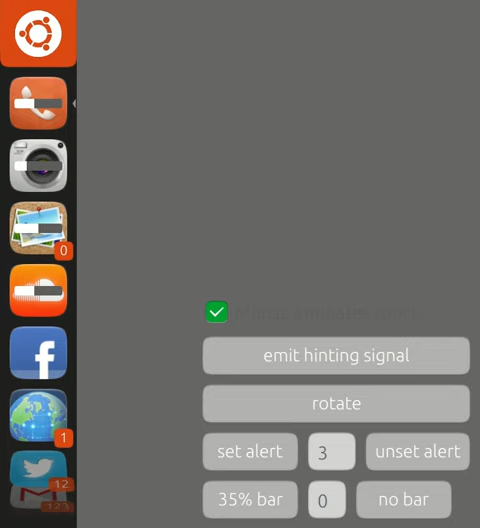 0
1
12
emit hinting signal
rotate
set alert
3
unset alert
35% bar
0
no bar